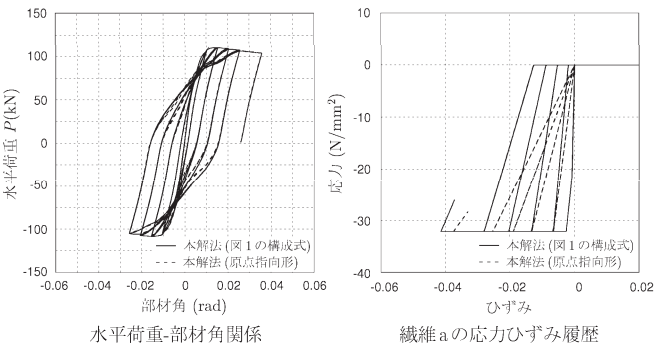 150
100
50
0
-50
-100
-150
水平荷重 P(kN)
本解法 (図1の構成式)
本解法 (原点指向形)
-0.06 -0.04 -0.02 0 0.02 0.04 0.06
部材角 (rad)
水平荷重-部材角関係
10
0
-10
-20
-30
-40
応力 (N/mm²)
本解法 (図1の構成式)
本解法 (原点指向形)
-0.06 -0.04 -0.02 0 0.02
ひずみ
繊維aの応力ひずみ履歴